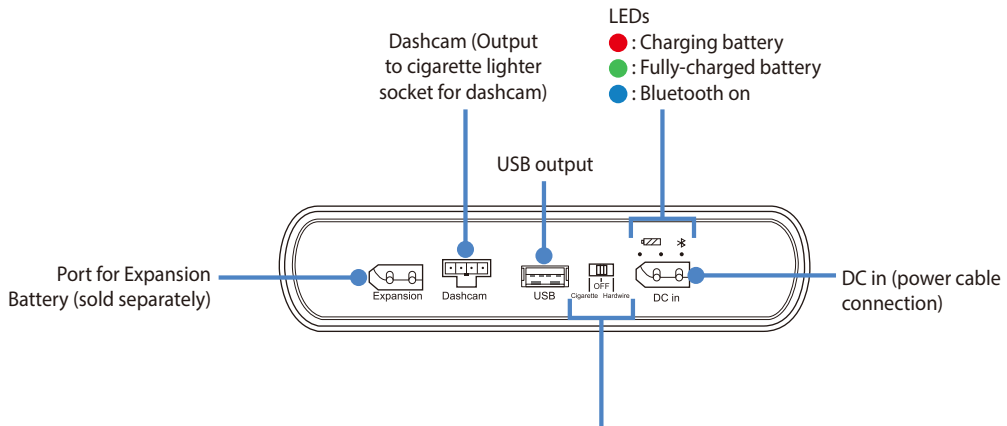 LEDs
: Charging battery
: Fully-charged battery
: Bluetooth on
Dashcam (Output
to cigarette lighter
socket for dashcam)
USB output
Port for Expansion
Battery (sold separately)
DC in (power cable
connection)
Expansion
Dashcam
USB
OFF
Cigarette Hardwire
DC in